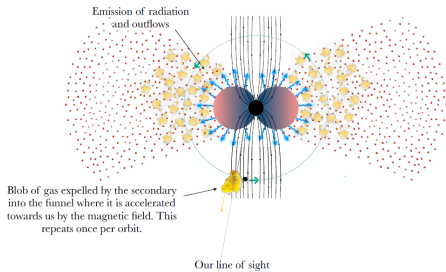 Emission of radiation
and outflows
Blob of gas expelled by the secondary
into the funnel where it is accelerated
towards us by the magnetic field. This
repeats once per orbit.
Our line of sight